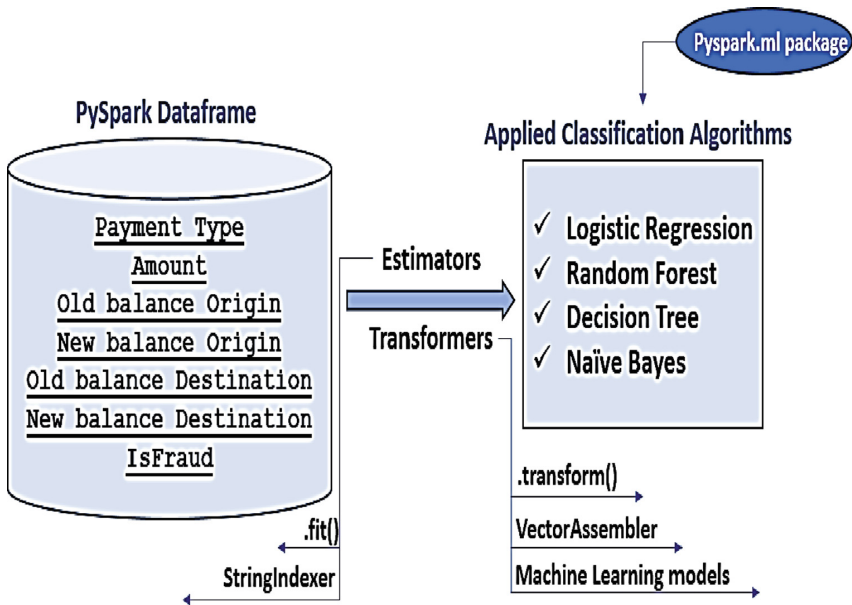 Pyspark.ml package
PySpark Dataframe
Applied Classification Algorithms
Payment Type
Amount
Old balance Origin
New balance Origin
Old balance Destination
New balance Destination
IsFraud
Estimators
Transformers
✓ Logistic Regression
✓ Random Forest
✓ Decision Tree
✓ Naïve Bayes
.fit()
StringIndexer
.transform()
VectorAssembler
Machine Learning models